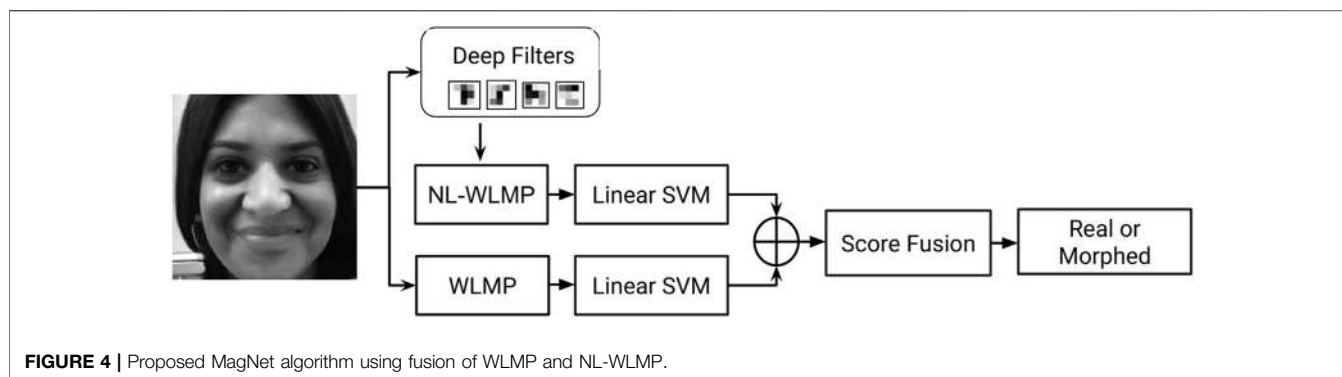 Deep Filters
NL-WLMP
Linear SVM
WLMP
Linear SVM
Score Fusion
Real or
Morphed
FIGURE 4 | Proposed MagNet algorithm using fusion of WLMP and NL-WLMP.